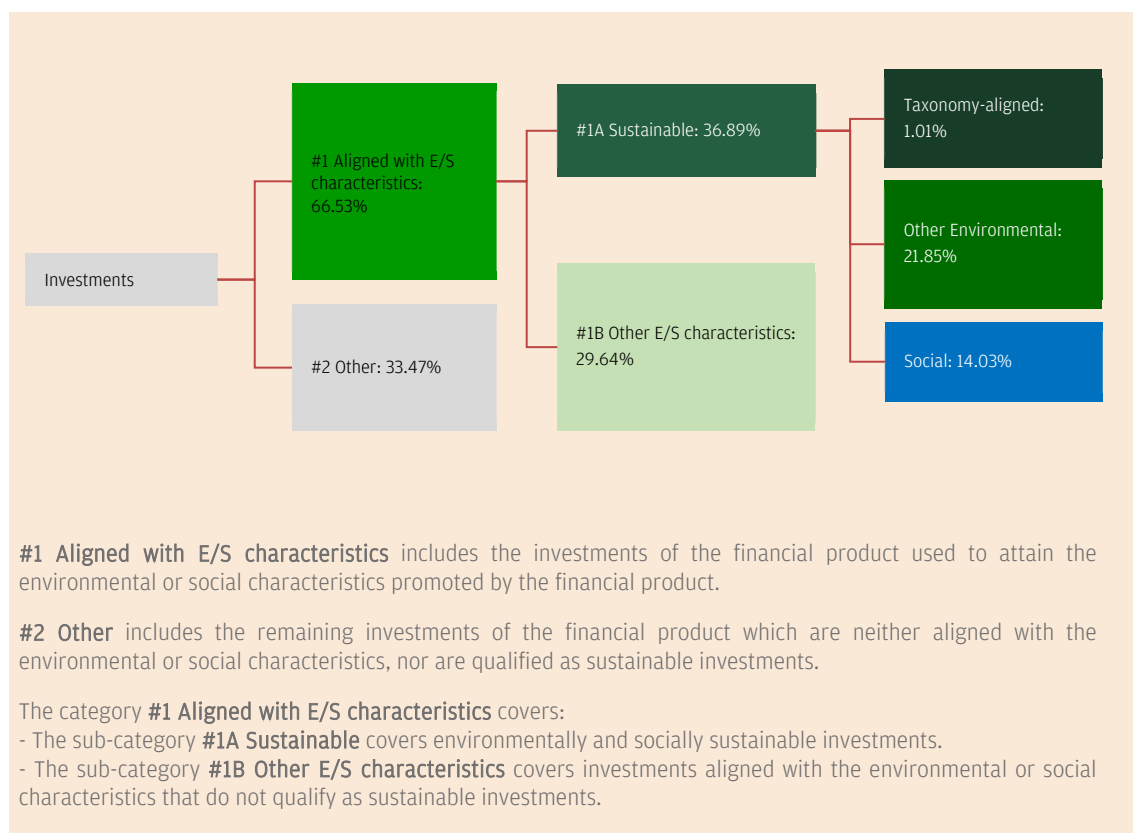 Investments
#1 Aligned with E/S
characteristics:
66.53%
#2 Other: 33.47%
#1A Sustainable: 36.89%
#1B Other E/S characteristics:
29.64%
Taxonomy-aligned:
1.01%
Other Environmental:
21.85%
Social: 14.03%
#1 Aligned with E/S characteristics includes the investments of the financial product used to attain the
environmental or social characteristics promoted by the financial product.
#2 Other includes the remaining investments of the financial product which are neither aligned with the
environmental or social characteristics, nor are qualified as sustainable investments.
The category #1 Aligned with E/S characteristics covers:
- The sub-category #1A Sustainable covers environmentally and socially sustainable investments.
- The sub-category #1B Other E/S characteristics covers investments aligned with the environmental or social
characteristics that do not qualify as sustainable investments.